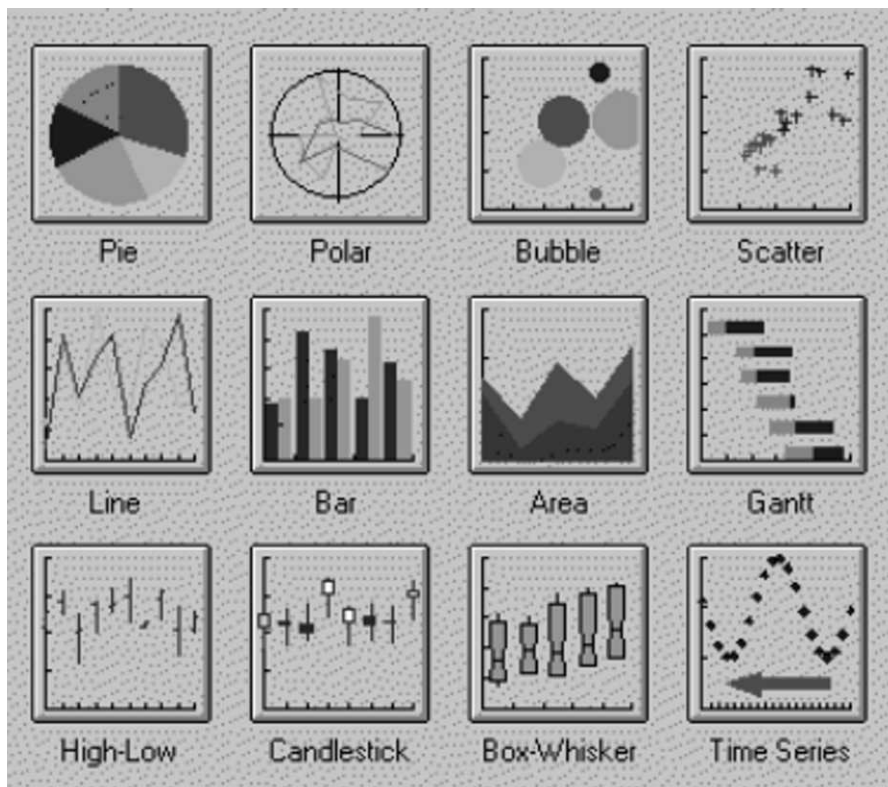 Pie Polar Bubble Scatter
Line Bar Area Gantt
High-Low Candlestick Box-Whisker Time Series